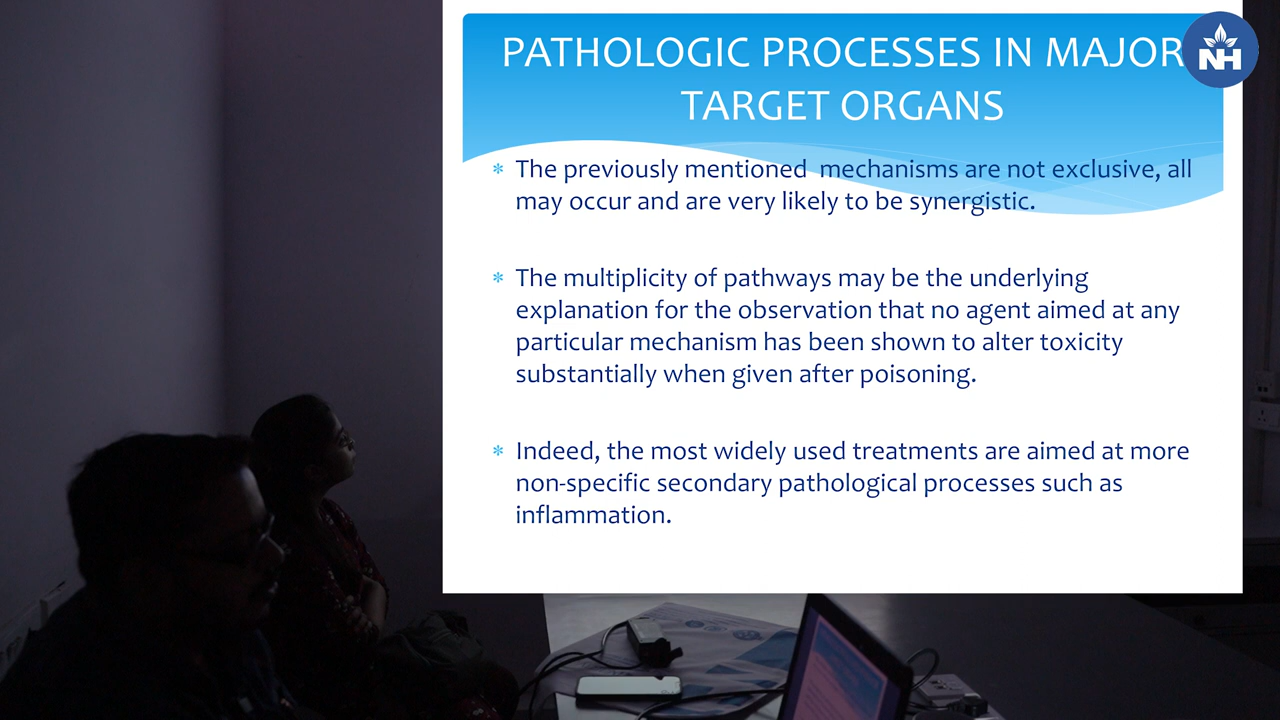 PATHOLOGIC PROCESSES IN MAJOR
TARGET ORGANS
NH
* The previously mentioned mechanisms are not exclusive, all
may occur and are very likely to be synergistic.
* The multiplicity of pathways may be the underlying
explanation for the observation that no agent aimed at any
particular mechanism has been shown to alter toxicity
substantially when given after poisoning.
* Indeed, the most widely used treatments are aimed at more
non-specific secondary pathological processes such as
inflammation.